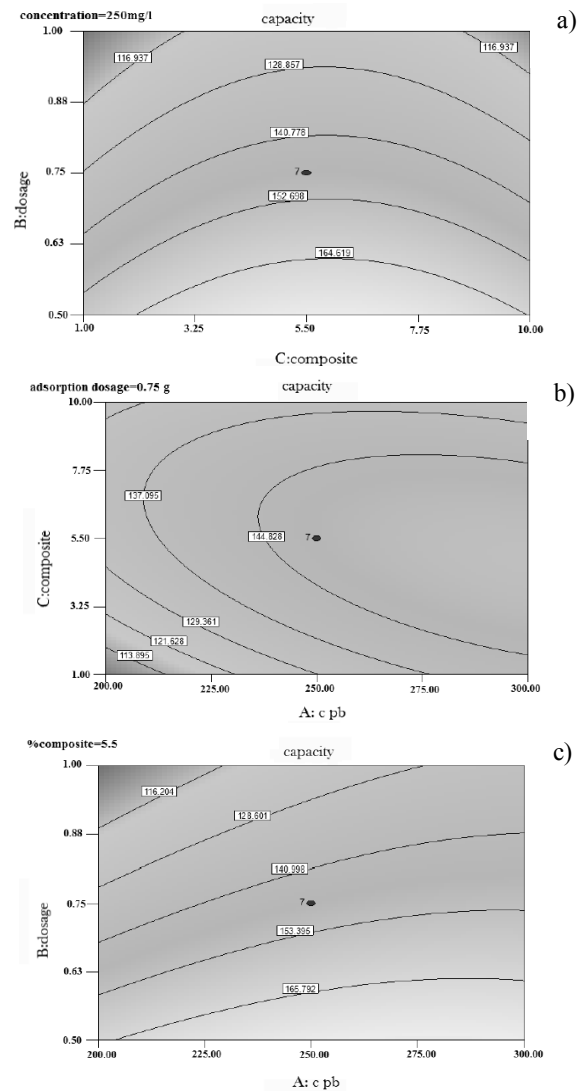 concentration=250mg/l
capacity
a)
1.00
0.88
0.75
0.63
0.50
B:dosage
116.937
116.937
128.857
140.778
7
152.698
164.619
1.00 3.25 5.50 7.75 10.00
C:composite
adsorption dosage=0.75 g
capacity
b)
10.00
7.75
5.50
3.25
1.00
C:composite
137.095
144.828
7
129.361
121.628
113.895
200.00 225.00 250.00 275.00 300.00
A: c pb
%composite=5.5
capacity
c)
1.00
0.88
0.75
0.63
0.50
B:dosage
116.204
128.601
140.998
7
153.395
165.792
200.00 225.00 250.00 275.00 300.00
A: c pb